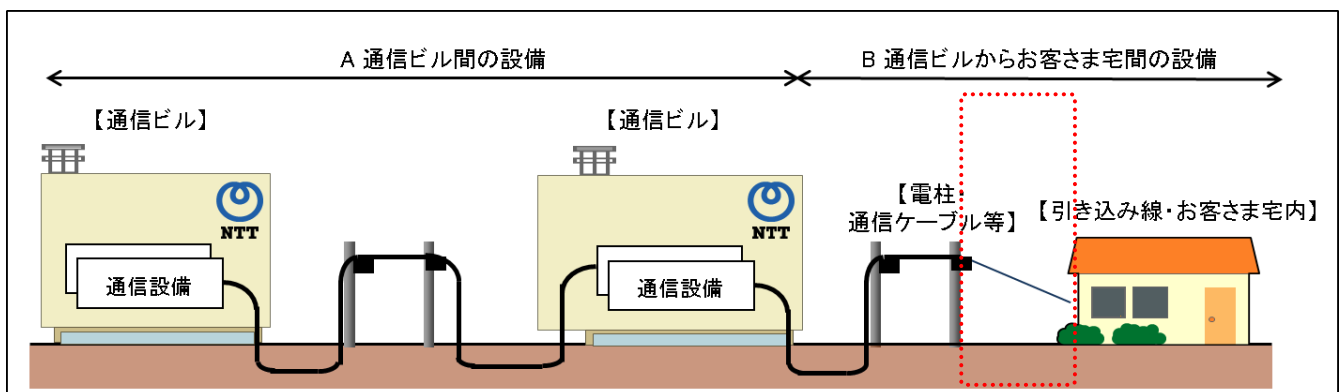 A 通信ビル間の設備
B 通信ビルからお客さま宅間の設備
【通信ビル】
【通信ビル】
【電柱・
通信ケーブル等】
【引き込み線・お客さま宅内】
NTT
NTT
通信設備
通信設備